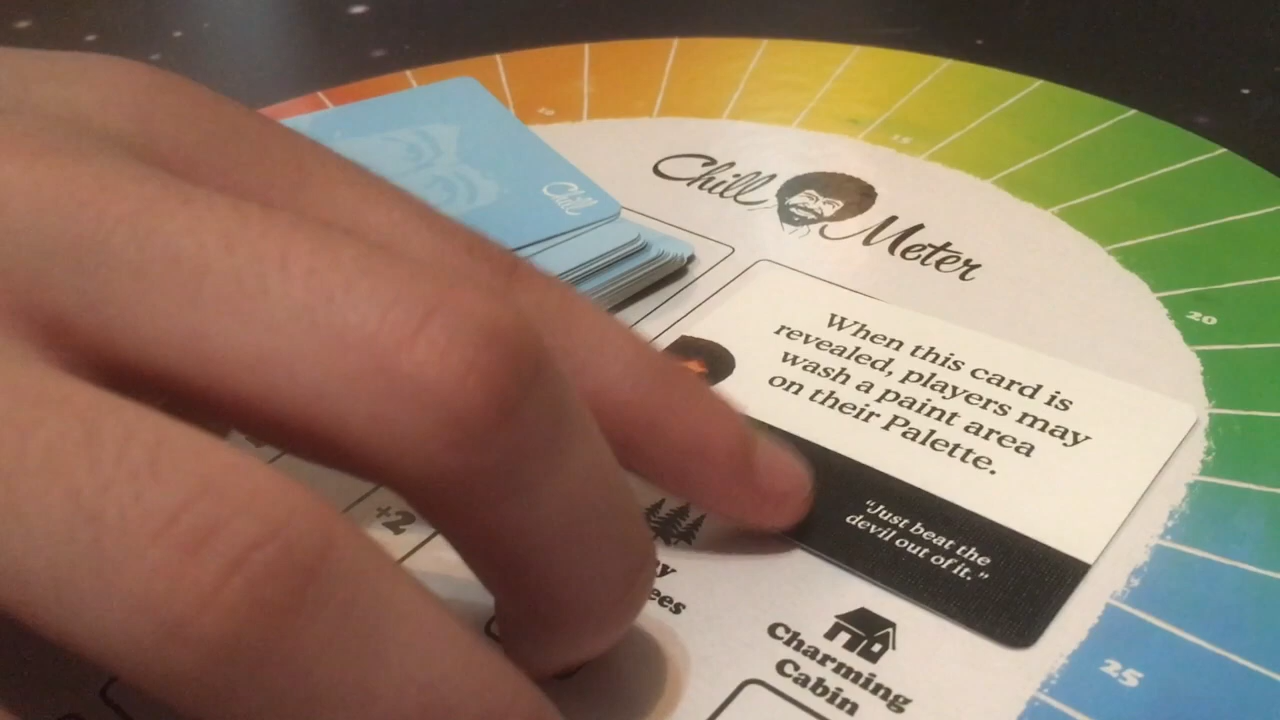 10
15
Chill
Chill Meter
20
When this card is
revealed, players may
wash a paint area
on their Palette.
"Just beat the
devil out of it."
+2
Charming
Cabin
25